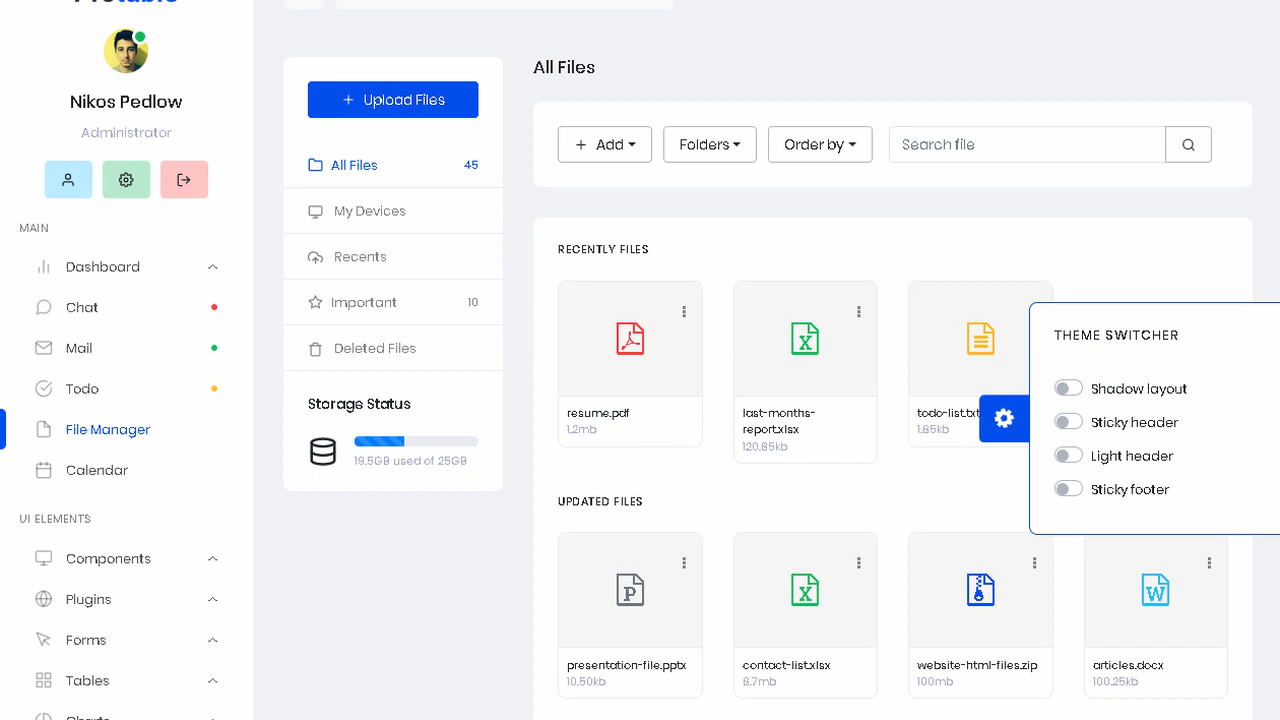 Protable
Nikos Pedlow
Administrator
MAIN
Dashboard
Chat
Mail
Todo
File Manager
Calendar
UI ELEMENTS
Components
Plugins
Forms
Tables
Charts
Upload Files
All Files 45
My Devices
Recents
Important 10
Deleted Files
Storage Status
19.5GB used of 25GB
All Files
Add Folders Order by Search file
RECENTLY FILES
resume.pdf
1.2mb
last-months-
report.xlsx
120.85kb
todo-list.txt
1.85kb
THEME SWITCHER
Shadow layout
Sticky header
Light header
Sticky footer
UPDATED FILES
presentation-file.pptx
10.50kb
contact-list.xlsx
8.7mb
website-html-files.zip
100mb
articles.docx
100.25kb